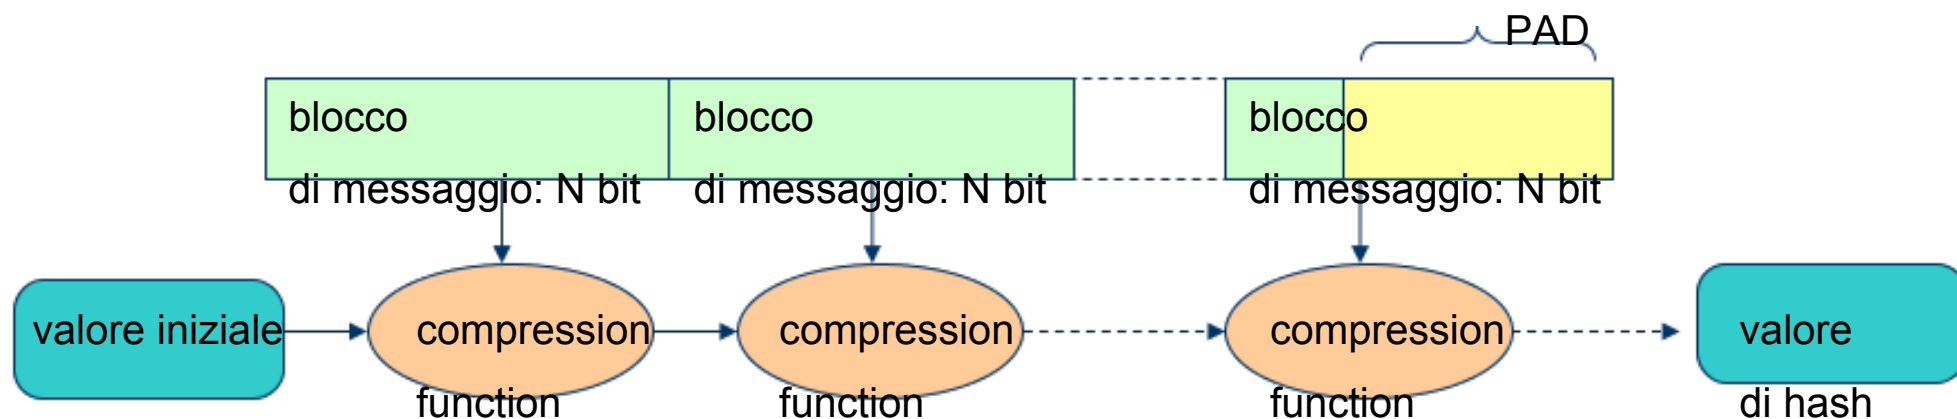 PAD
blocco
di messaggio: N bit
blocco
di messaggio: N bit
blocco
di messaggio: N bit
valore iniziale
compression
function
compression
function
compression
function
valore
di hash